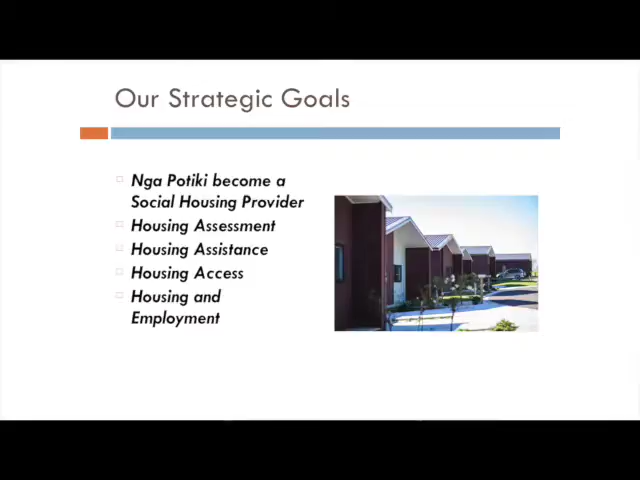 Our Strategic Goals
Nga Potiki become a
Social Housing Provider
Housing Assessment
Housing Assistance
Housing Access
Housing and
Employment